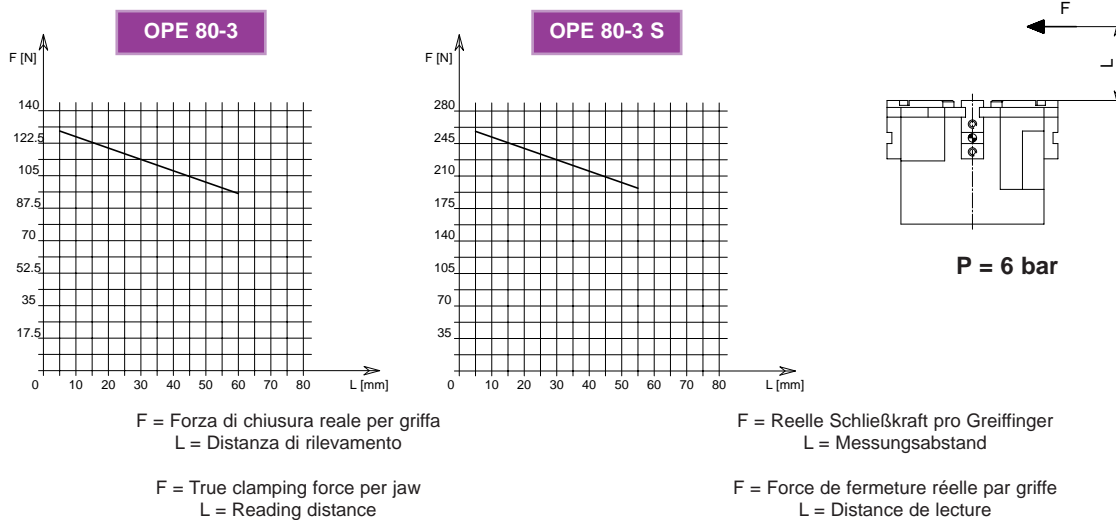 OPE 80-3
F [N]
140
122.5
105
87.5
70
52.5
35
17.5
0 10 20 30 40 50 60 70 80 L [mm]
OPE 80-3 S
F [N]
280
245
210
175
140
105
70
35
0 10 20 30 40 50 60 70 80 L [mm]
F
L
P = 6 bar
F = Forza di chiusura reale per griffa
L = Distanza di rilevamento
F = True clamping force per jaw
L = Reading distance
F = Reelle Schließkraft pro Greiffinger
L = Messungsabstand
F = Force de fermeture réelle par griffe
L = Distance de lecture